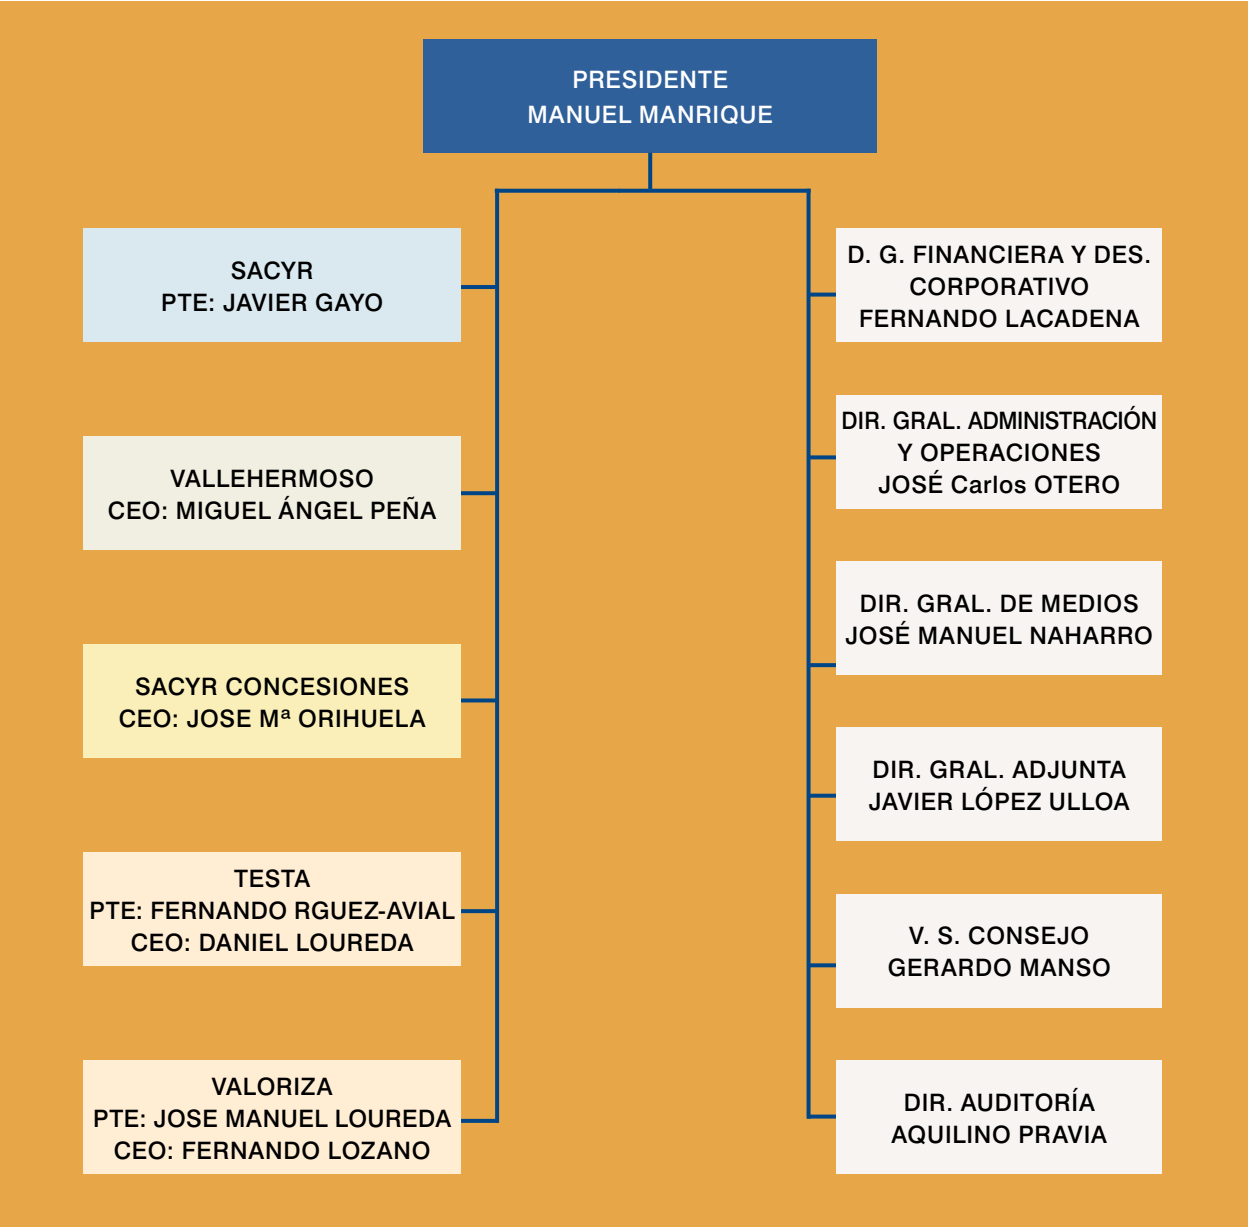 PRESIDENTE
MANUEL MANRIQUE
SACYR
PTE: JAVIER GAYO
VALLEHERMOSO
CEO: MIGUEL ÁNGEL PEÑA
SACYR CONCESIONES
CEO: JOSE Mª ORIHUELA
TESTA
PTE: FERNANDO RGUEZ-AVIAL
CEO: DANIEL LOUREDA
VALORIZA
PTE: JOSE MANUEL LOUREDA
CEO: FERNANDO LOZANO
D. G. FINANCIERA Y DES.
CORPORATIVO
FERNANDO LACADENA
DIR. GRAL. ADMINISTRACIÓN
Y OPERACIONES
JOSÉ Carlos OTERO
DIR. GRAL. DE MEDIOS
JOSÉ MANUEL NAHARRO
DIR. GRAL. ADJUNTA
JAVIER LÓPEZ ULLOA
V. S. CONSEJO
GERARDO MANSO
DIR. AUDITORÍA
AQUILINO PRAVIA